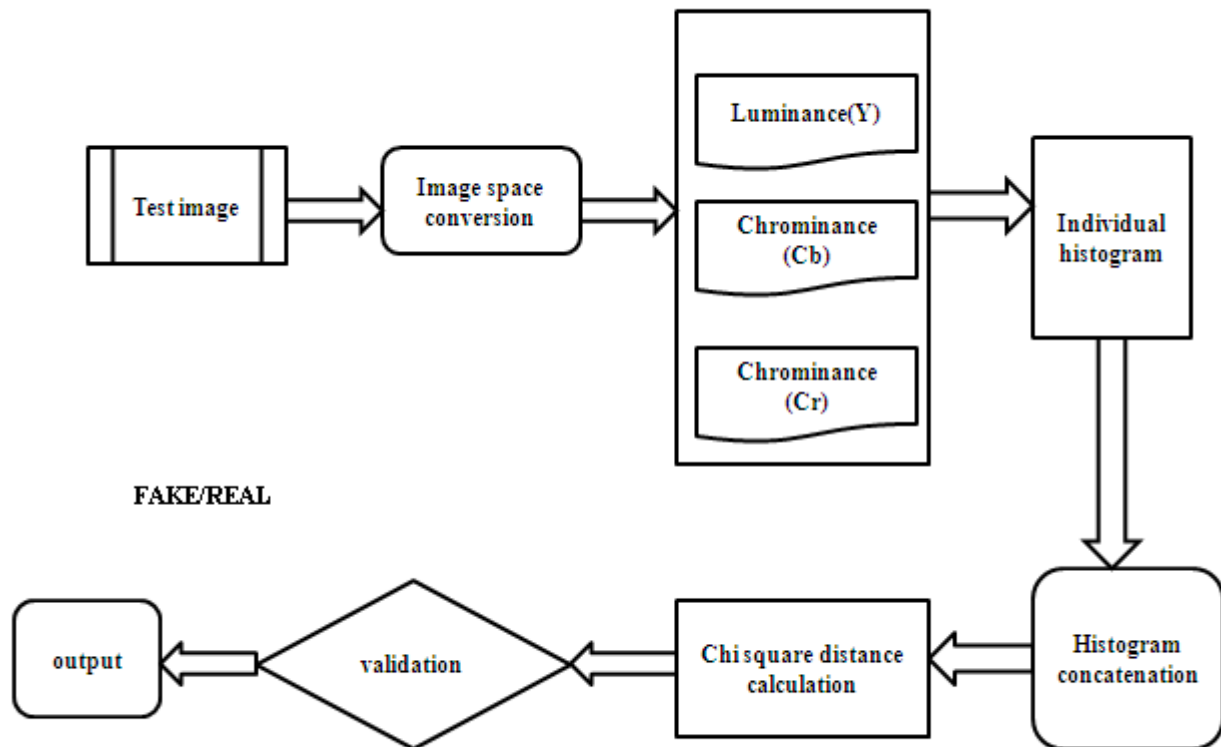 Test image
Image space
conversion
Luminance(Y)
Chrominance
(Cb)
Chrominance
(Cr)
Individual
histogram
Histogram
concatenation
Chi square distance
calculation
validation
output
FAKE/REAL